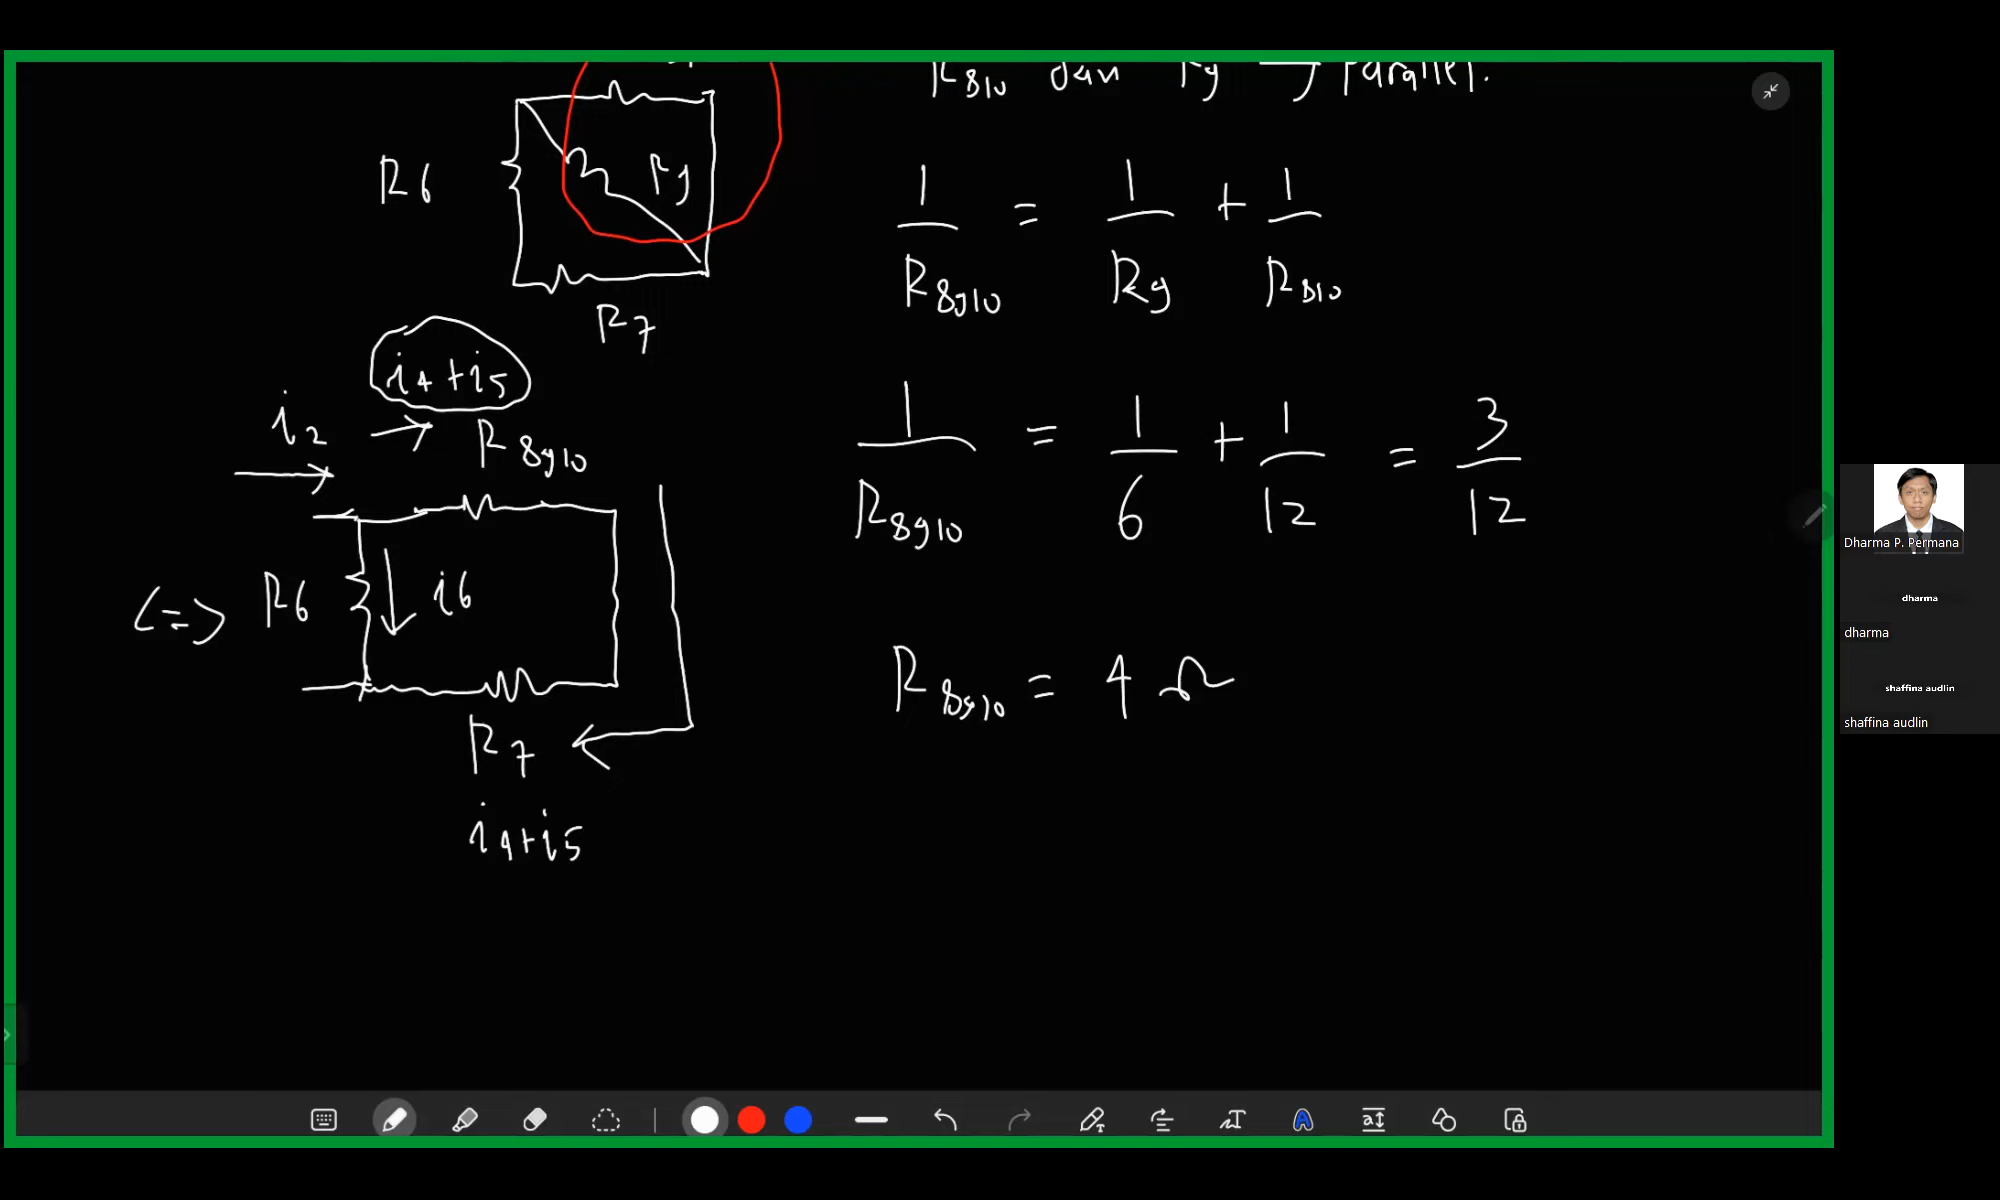 R810 dan R9 → Parallel.
R6
R9
R7
1/R8910 = 1/R9 + 1/R810
i4+i5
i2
R8910
1/R8910 = 1/6 + 1/12 = 3/12
<=> R6
i6
R8910 = 4 Ω
R7
i4+i5
Dharma P. Permana
dharma
dharma
shaffina audlin
shaffina audlin